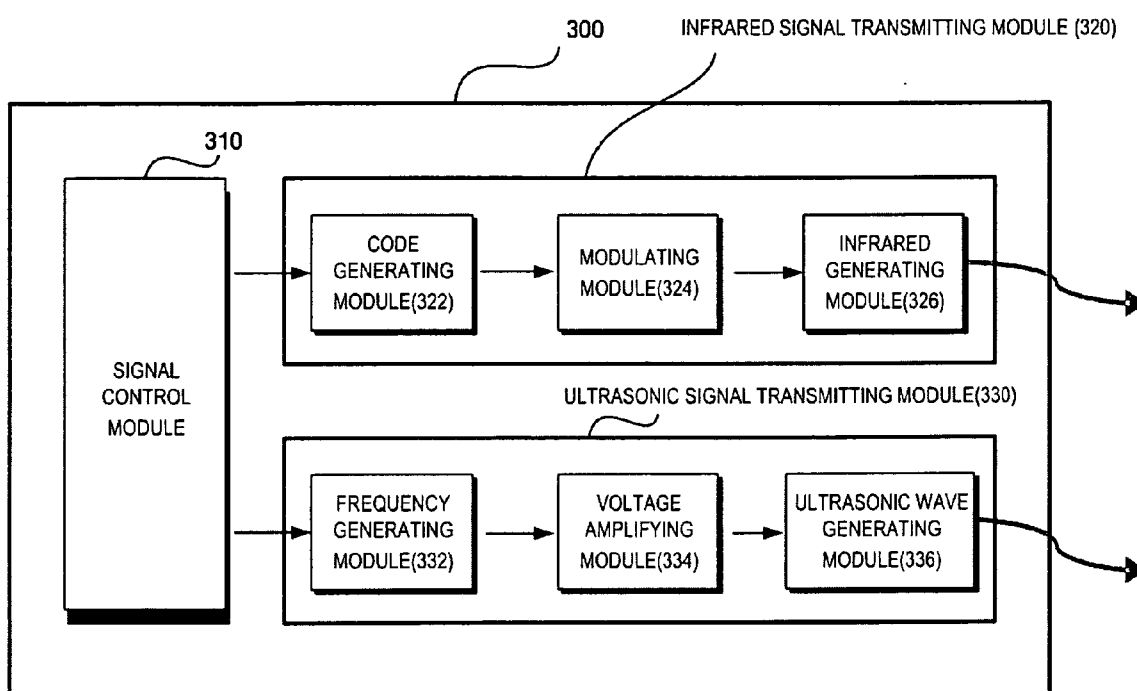 300
INFRARED SIGNAL TRANSMITTING MODULE (320)
310
CODE
GENERATING
MODULE(322)
MODULATING
MODULE(324)
INFRARED
GENERATING
MODULE(326)
SIGNAL
CONTROL
MODULE
ULTRASONIC SIGNAL TRANSMITTING MODULE(330)
FREQUENCY
GENERATING
MODULE(332)
VOLTAGE
AMPLIFYING
MODULE(334)
ULTRASONIC WAVE
GENERATING
MODULE(336)